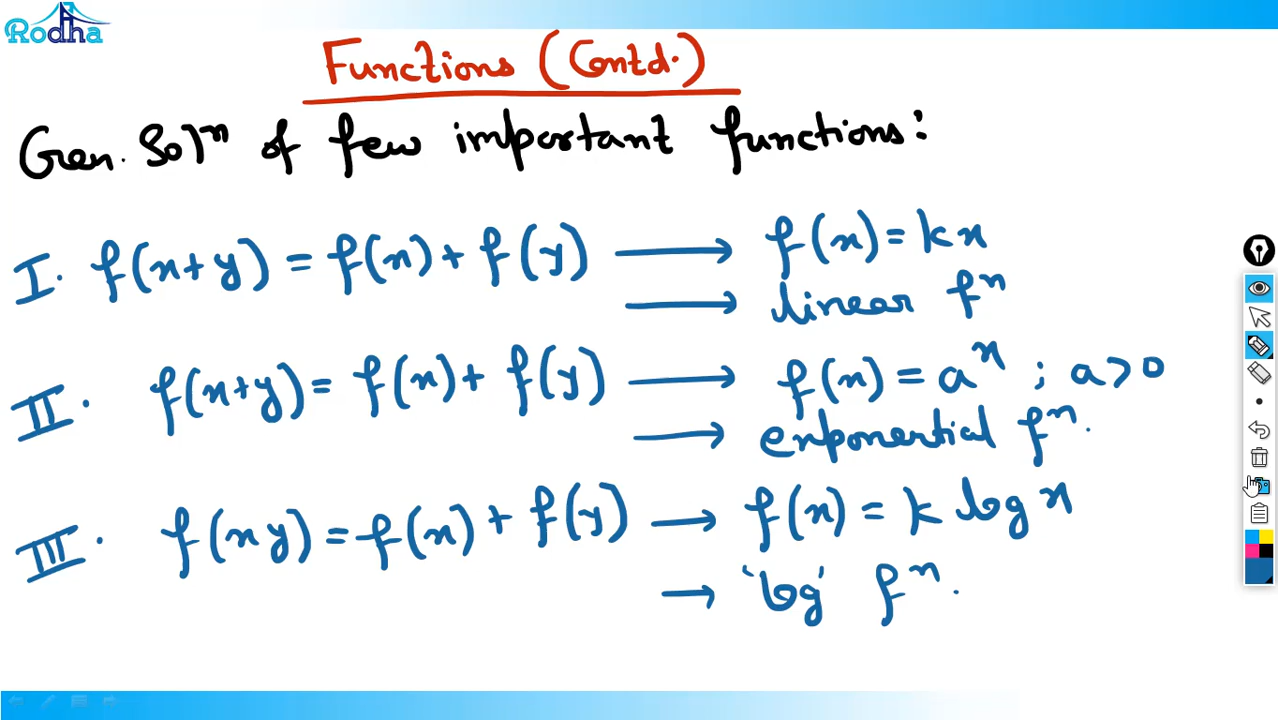 Rodha
Functions (Contd.)
Gen. Solⁿ of few important functions:
I. f(x+y) = f(x) + f(y) → f(x) = kx
→ linear fⁿ
II. f(x+y) = f(x) + f(y) → f(x) = aˣ ; a>0
→ exponential fⁿ.
III. f(xy) = f(x) + f(y) → f(x) = k log x
→ 'log' fⁿ.